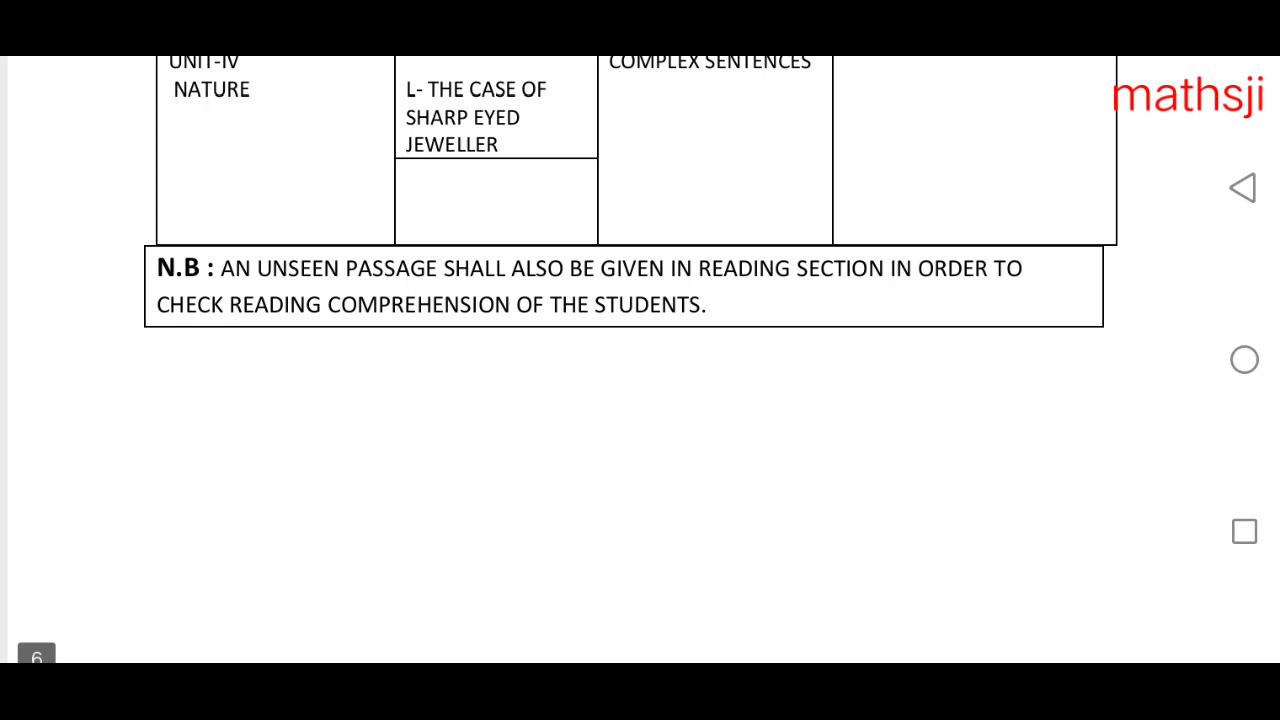 UNIT-IV
NATURE
L- THE CASE OF
SHARP EYED
JEWELLER
COMPLEX SENTENCES
mathsji
N.B : AN UNSEEN PASSAGE SHALL ALSO BE GIVEN IN READING SECTION IN ORDER TO
CHECK READING COMPREHENSION OF THE STUDENTS.
6